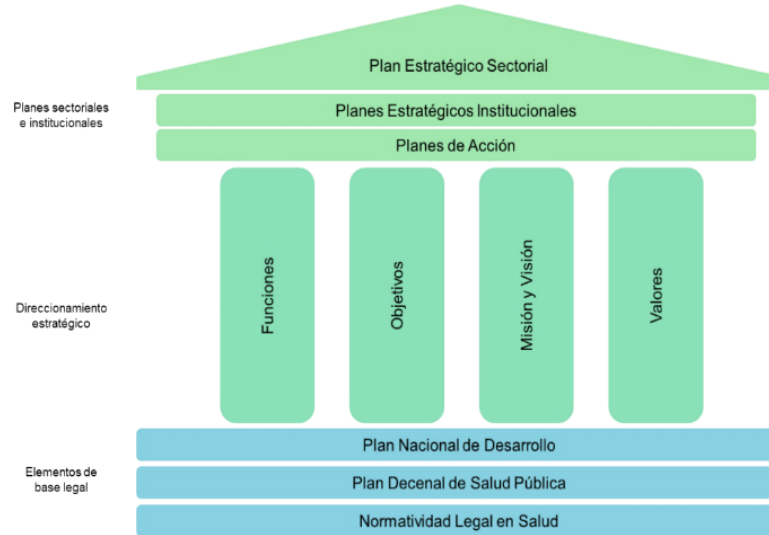 Plan Estratégico Sectorial
Planes sectoriales
e institucionales
Planes Estratégicos Institucionales
Planes de Acción
Direccionamiento
estratégico
Funciones
Objetivos
Misión y Visión
Valores
Plan Nacional de Desarrollo
Elementos de
base legal
Plan Decenal de Salud Pública
Normatividad Legal en Salud